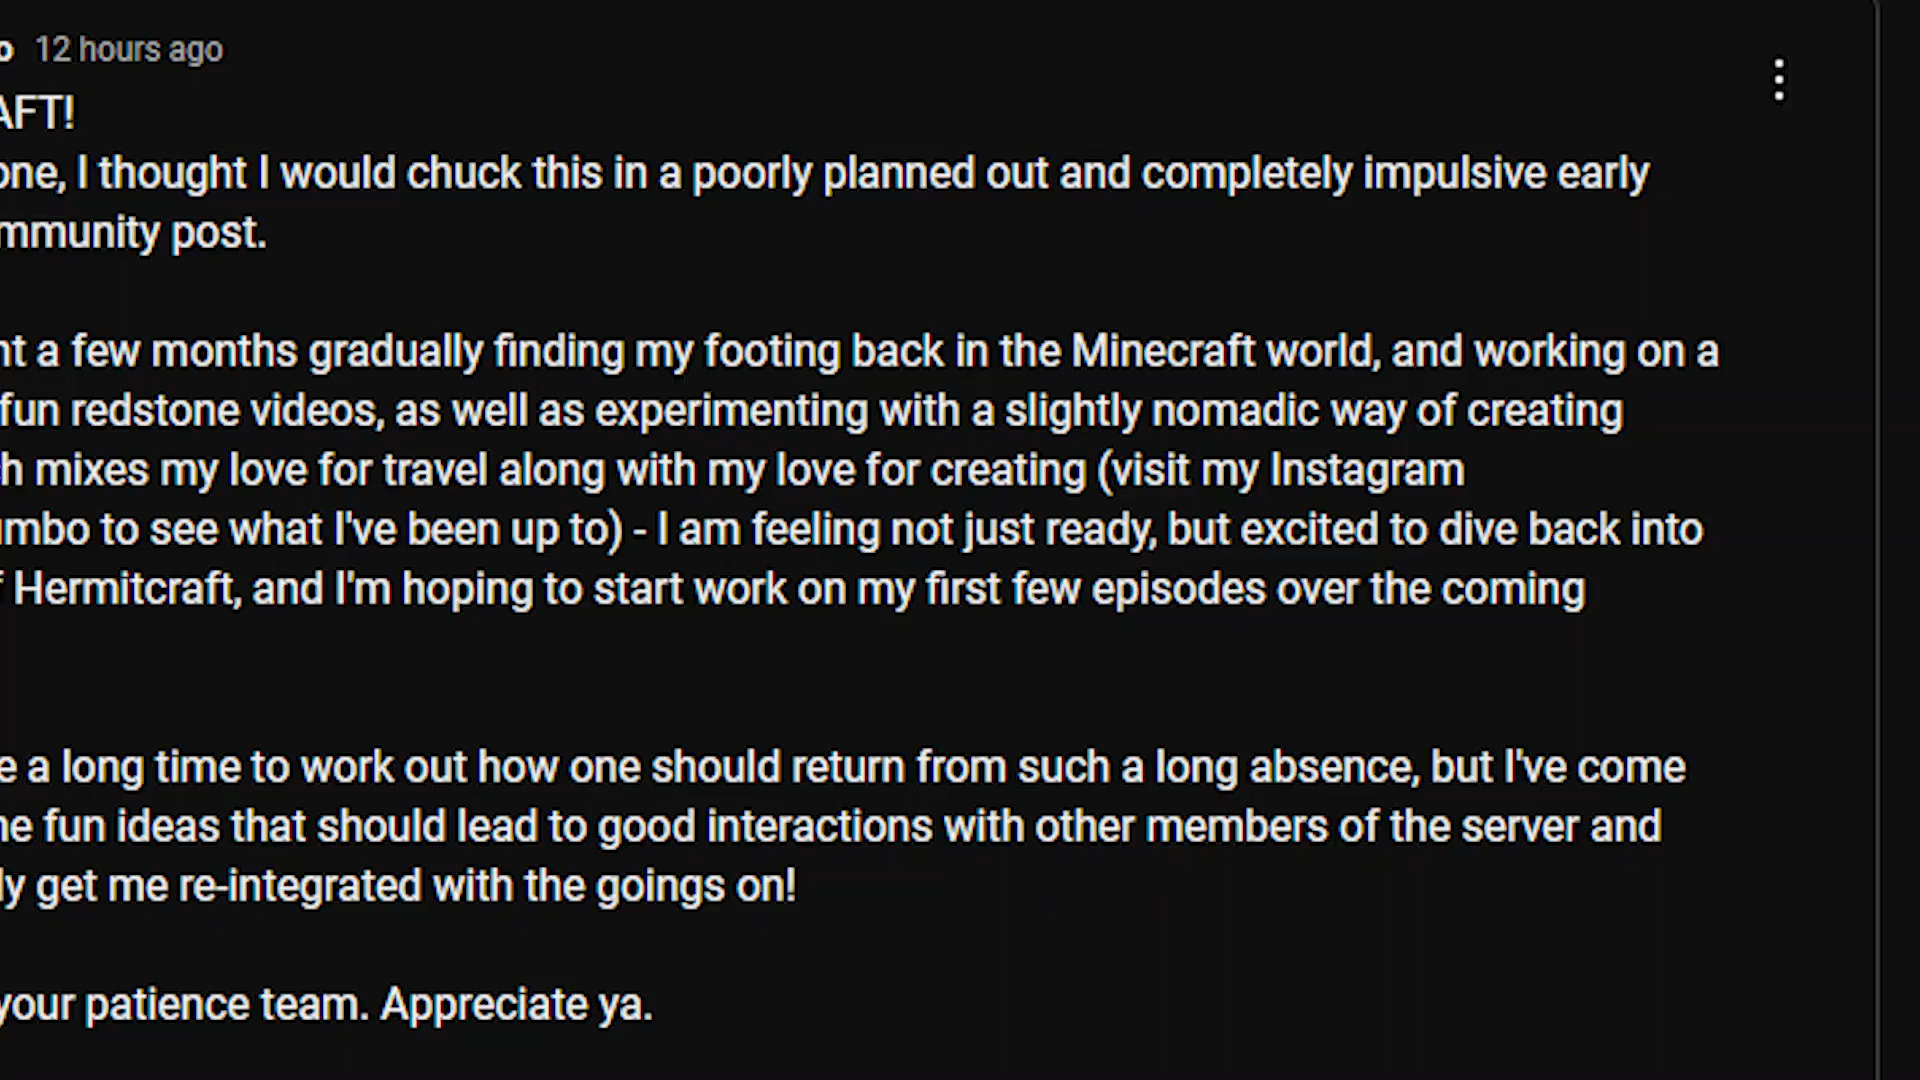 o 12 hours ago
AFT!
one, I thought I would chuck this in a poorly planned out and completely impulsive early
mmunity post.
nt a few months gradually finding my footing back in the Minecraft world, and working on a
fun redstone videos, as well as experimenting with a slightly nomadic way of creating
h mixes my love for travel along with my love for creating (visit my Instagram
umbo to see what I've been up to) - I am feeling not just ready, but excited to dive back into
f Hermitcraft, and I'm hoping to start work on my first few episodes over the coming
e a long time to work out how one should return from such a long absence, but I've come
ne fun ideas that should lead to good interactions with other members of the server and
ly get me re-integrated with the goings on!
your patience team. Appreciate ya.